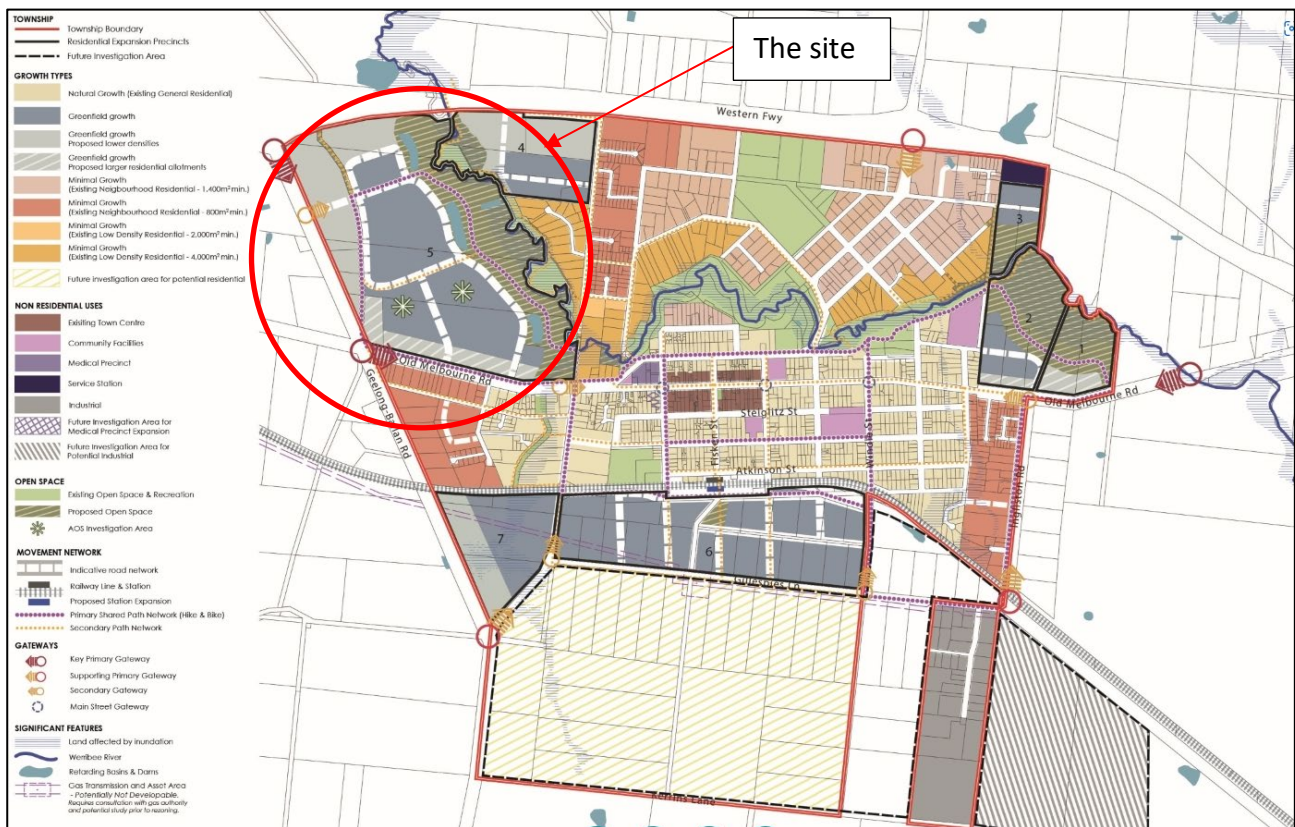 TOWNSHIP
Township Boundary
Residential Expansion Precincts
Future Investigation Area
GROWTH TYPES
Natural Growth (Existing General Residential)
Greenfield growth
Greenfield growth
Proposed lower densities
Greenfield growth
Proposed larger residential allotments
Minimal Growth
(Existing Neigbourhood Residential - 1,400m² min.)
Minimal Growth
(Existing Neighbourhood Residential - 800m² min.)
Minimal Growth
(Existing Low Density Residential - 2,000m² min.)
Minimal Growth
(Existing Low Density Residential - 4,000m² min.)
Future investigation area for potential residential
NON RESIDENTIAL USES
Existing Town Centre
Community Facilities
Medical Precinct
Service Station
Industrial
Future Investigation Area for
Medical Precinct Expansion
Future Investigation Area for
Potential Industrial
OPEN SPACE
Existing Open Space & Recreation
Proposed Open Space
AOS Investigation Area
MOVEMENT NETWORK
Indicative road network
Railway Line & Station
Proposed Station Expansion
Primary Shared Path Network (Hike & Bike)
Secondary Path Network
GATEWAYS
Key Primary Gateway
Supporting Primary Gateway
Secondary Gateway
Main Street Gateway
SIGNIFICANT FEATURES
Land affected by inundation
Werribee River
Retarding Basins & Dams
Gas Transmission and Asset Area
- Potentially Not Developable.
Requires consultation with gas authority
and potential study prior to rezoning.
The site
Western Fwy
4
3
5
2
1
Old Melbourne Rd
Old Melbourne Rd
Geelong-Ballan Rd
Steiglitz St
Fisken St
Windle St
Atkinson St
Ingliston Rd
7
6
Gillespies Ln
Kerrins Lane